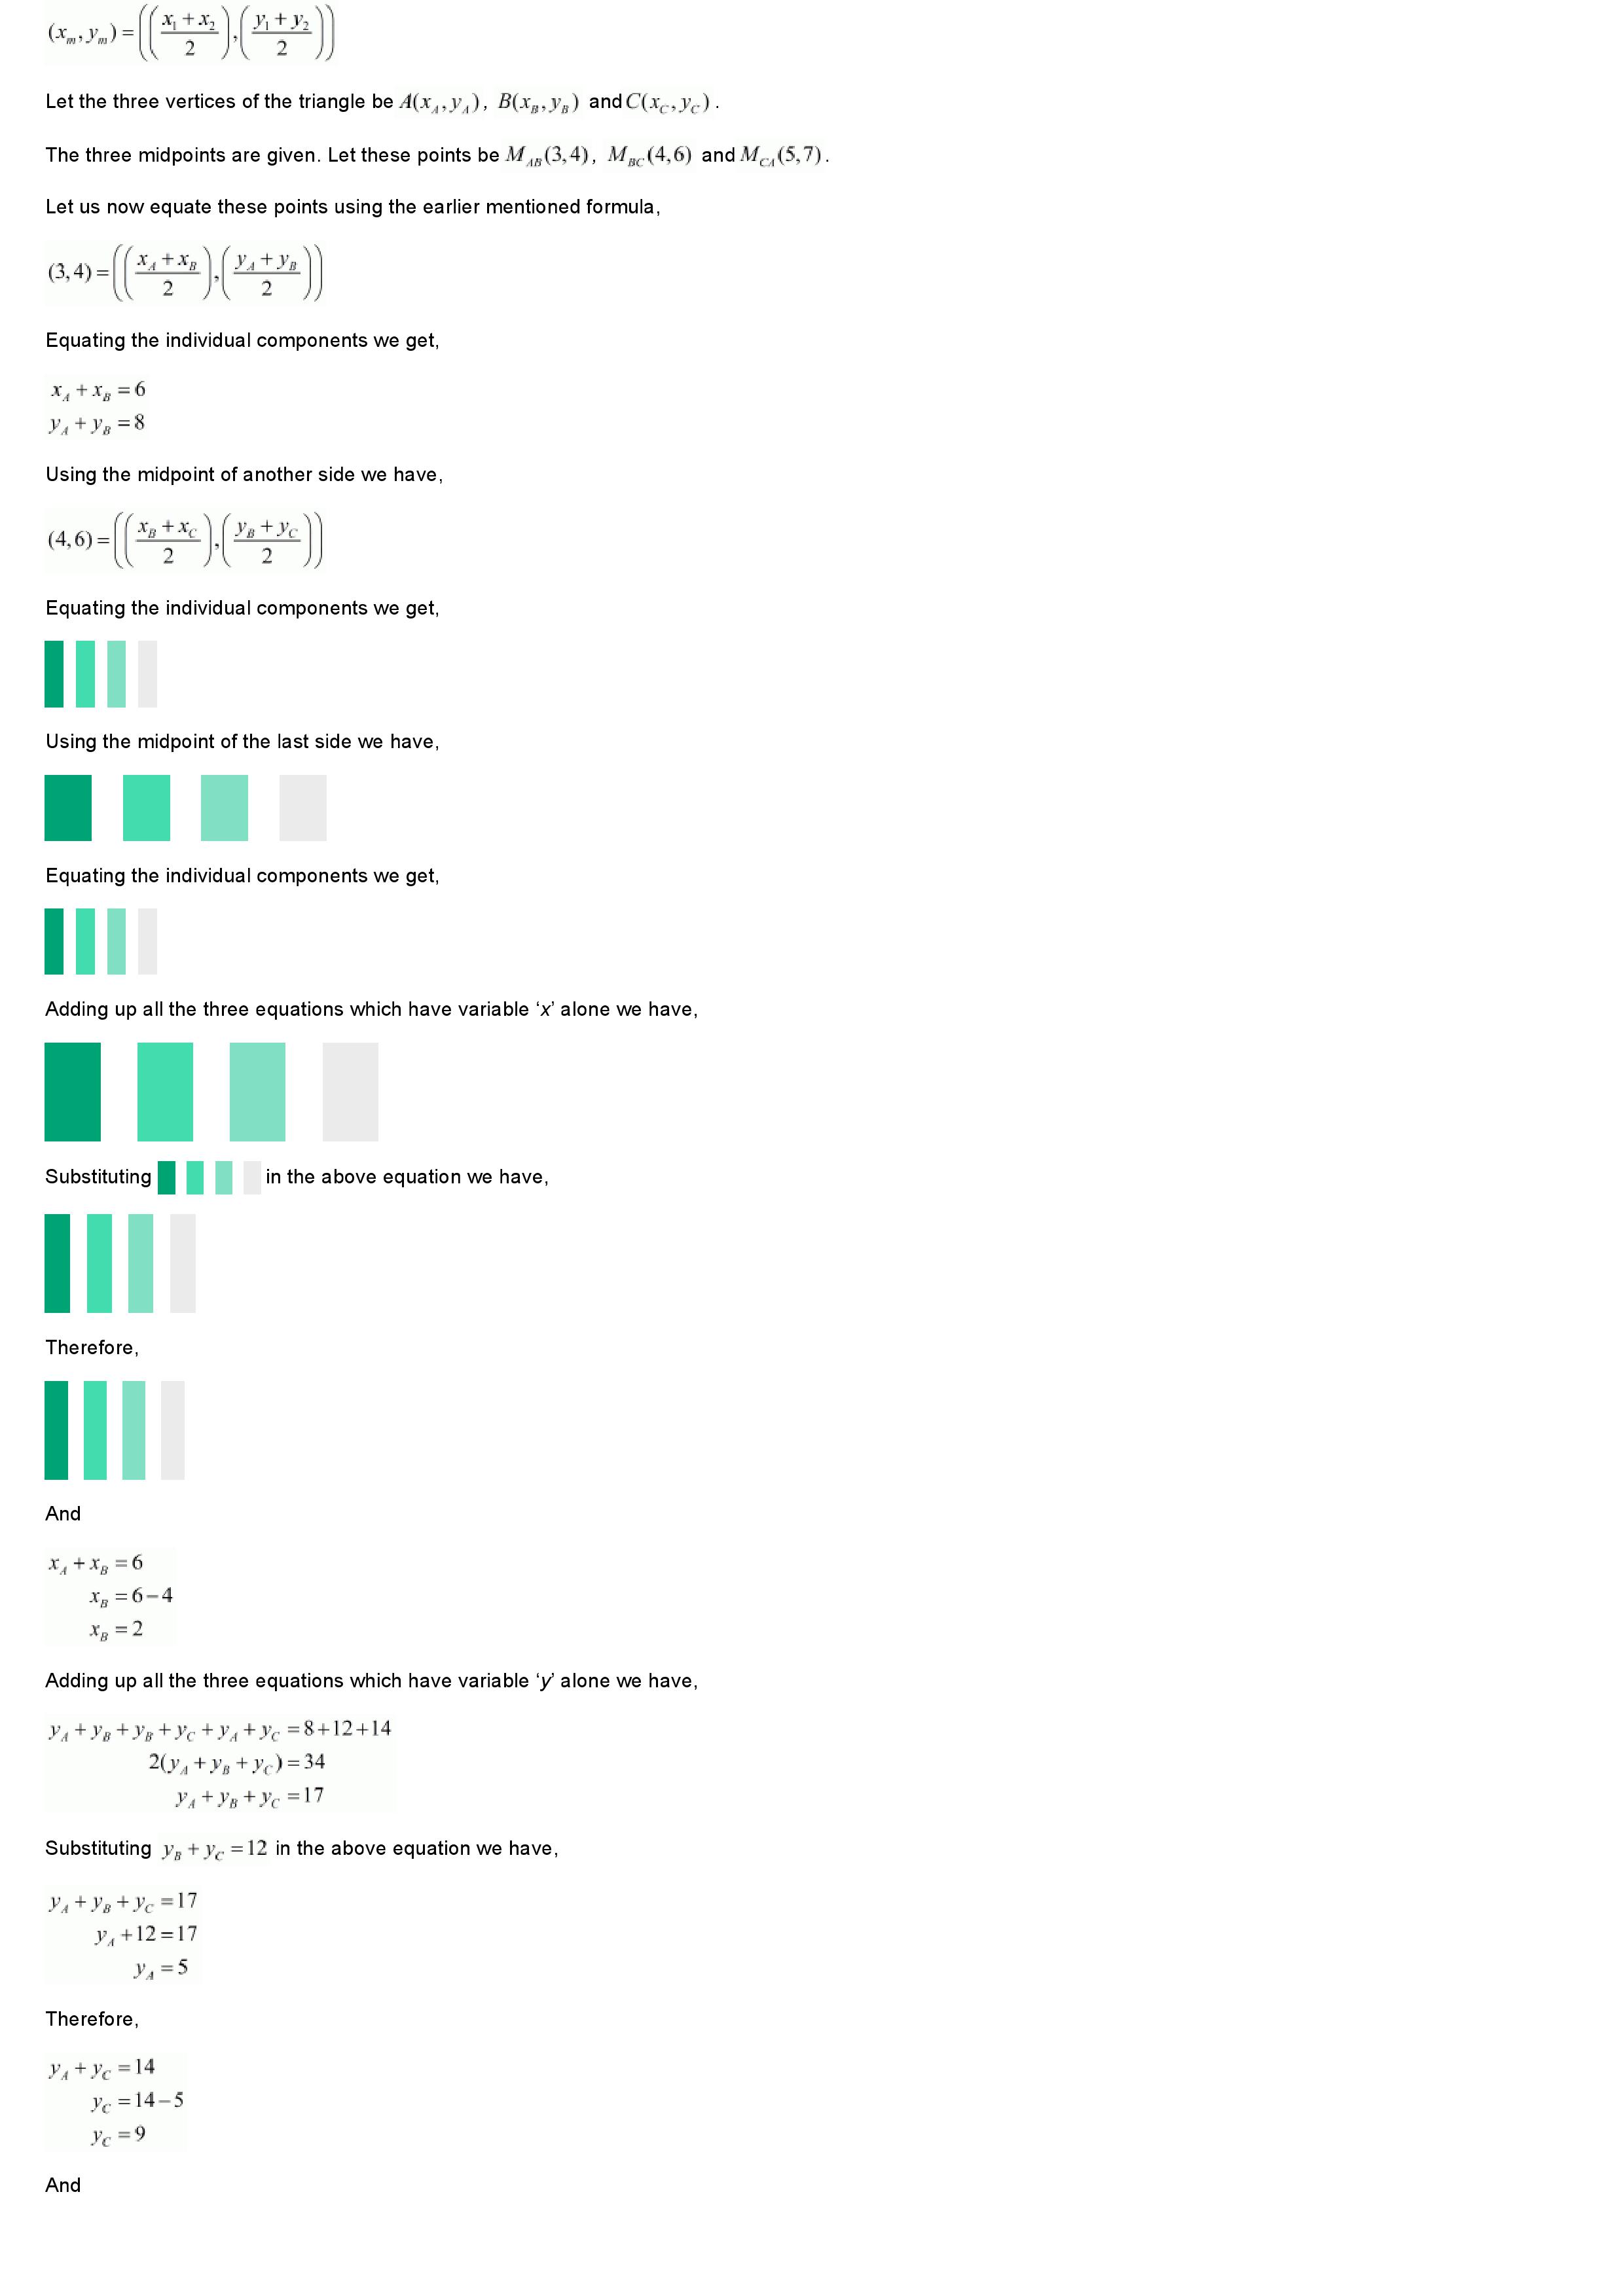 (x_m, y_m) = ((x_1 + x_2)/2), ((y_1 + y_2)/2))
Let the three vertices of the triangle be A(x_A, y_A), B(x_B, y_B) and C(x_C, y_C).
The three midpoints are given. Let these points be M_AB(3,4), M_BC(4,6) and M_CA(5,7).
Let us now equate these points using the earlier mentioned formula,
(3,4) = (((x_A + x_B)/2), ((y_A + y_B)/2))
Equating the individual components we get,
x_A + x_B = 6
y_A + y_B = 8
Using the midpoint of another side we have,
(4,6) = (((x_B + x_C)/2), ((y_B + y_C)/2))
Equating the individual components we get,
Using the midpoint of the last side we have,
Equating the individual components we get,
Adding up all the three equations which have variable ‘x’ alone we have,
Substituting in the above equation we have,
Therefore,
And
x_A + x_B = 6
x_B = 6 − 4
x_B = 2
Adding up all the three equations which have variable ‘y’ alone we have,
y_A + y_B + y_B + y_C + y_A + y_C = 8+12+14
2(y_A + y_B + y_C) = 34
y_A + y_B + y_C = 17
Substituting y_B + y_C = 12 in the above equation we have,
y_A + y_B + y_C = 17
y_A + 12 = 17
y_A = 5
Therefore,
y_A + y_C = 14
y_C = 14 − 5
y_C = 9
And